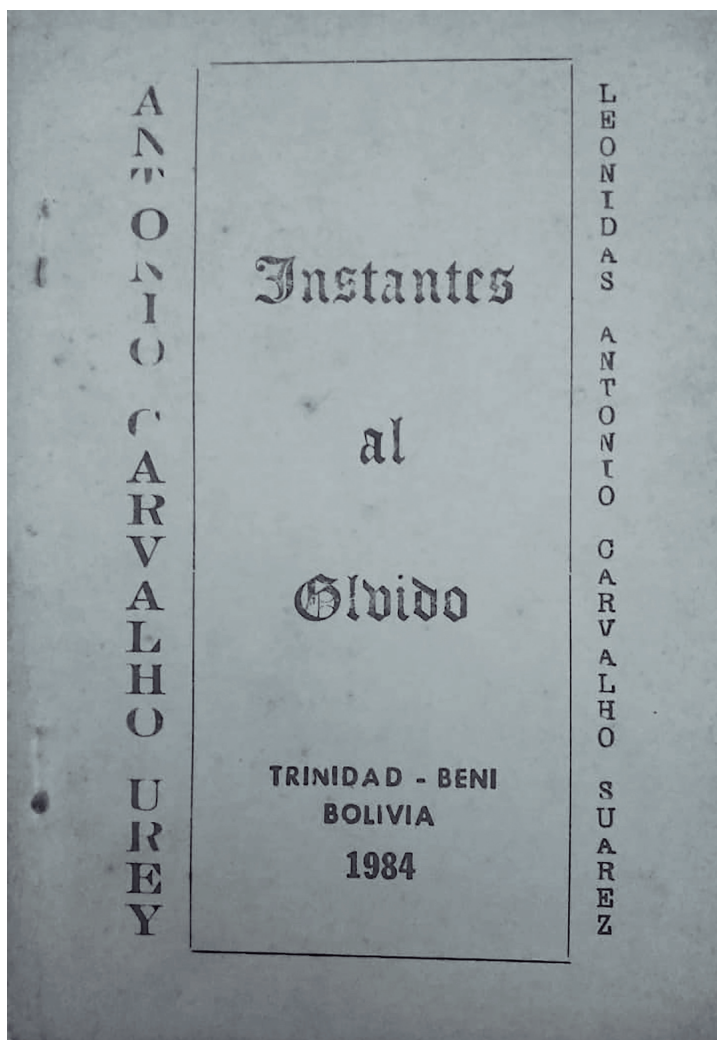 ANTONIO CARVALHO UREY
Instantes
al
Olvido
TRINIDAD - BENI
BOLIVIA
1984
LEONIDAS ANTONIO CARVALHO SUAREZ